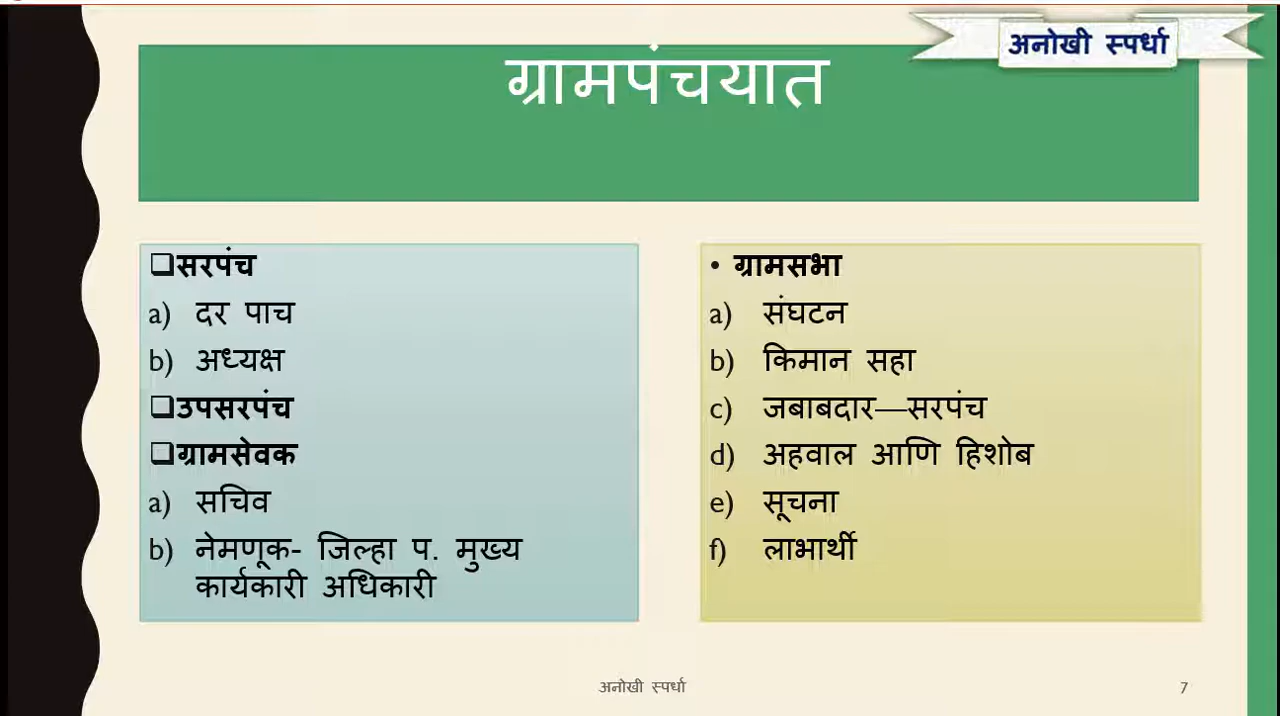 अनोखी स्पर्धा
ग्रामपंचयात
❑सरपंच
a) दर पाच
b) अध्यक्ष
❑उपसरपंच
❑ग्रामसेवक
a) सचिव
b) नेमणूक- जिल्हा प. मुख्य
कार्यकारी अधिकारी
• ग्रामसभा
a) संघटन
b) किमान सहा
c) जबाबदार—सरपंच
d) अहवाल आणि हिशोब
e) सूचना
f) लाभार्थी
अनोखी स्पर्धा
7